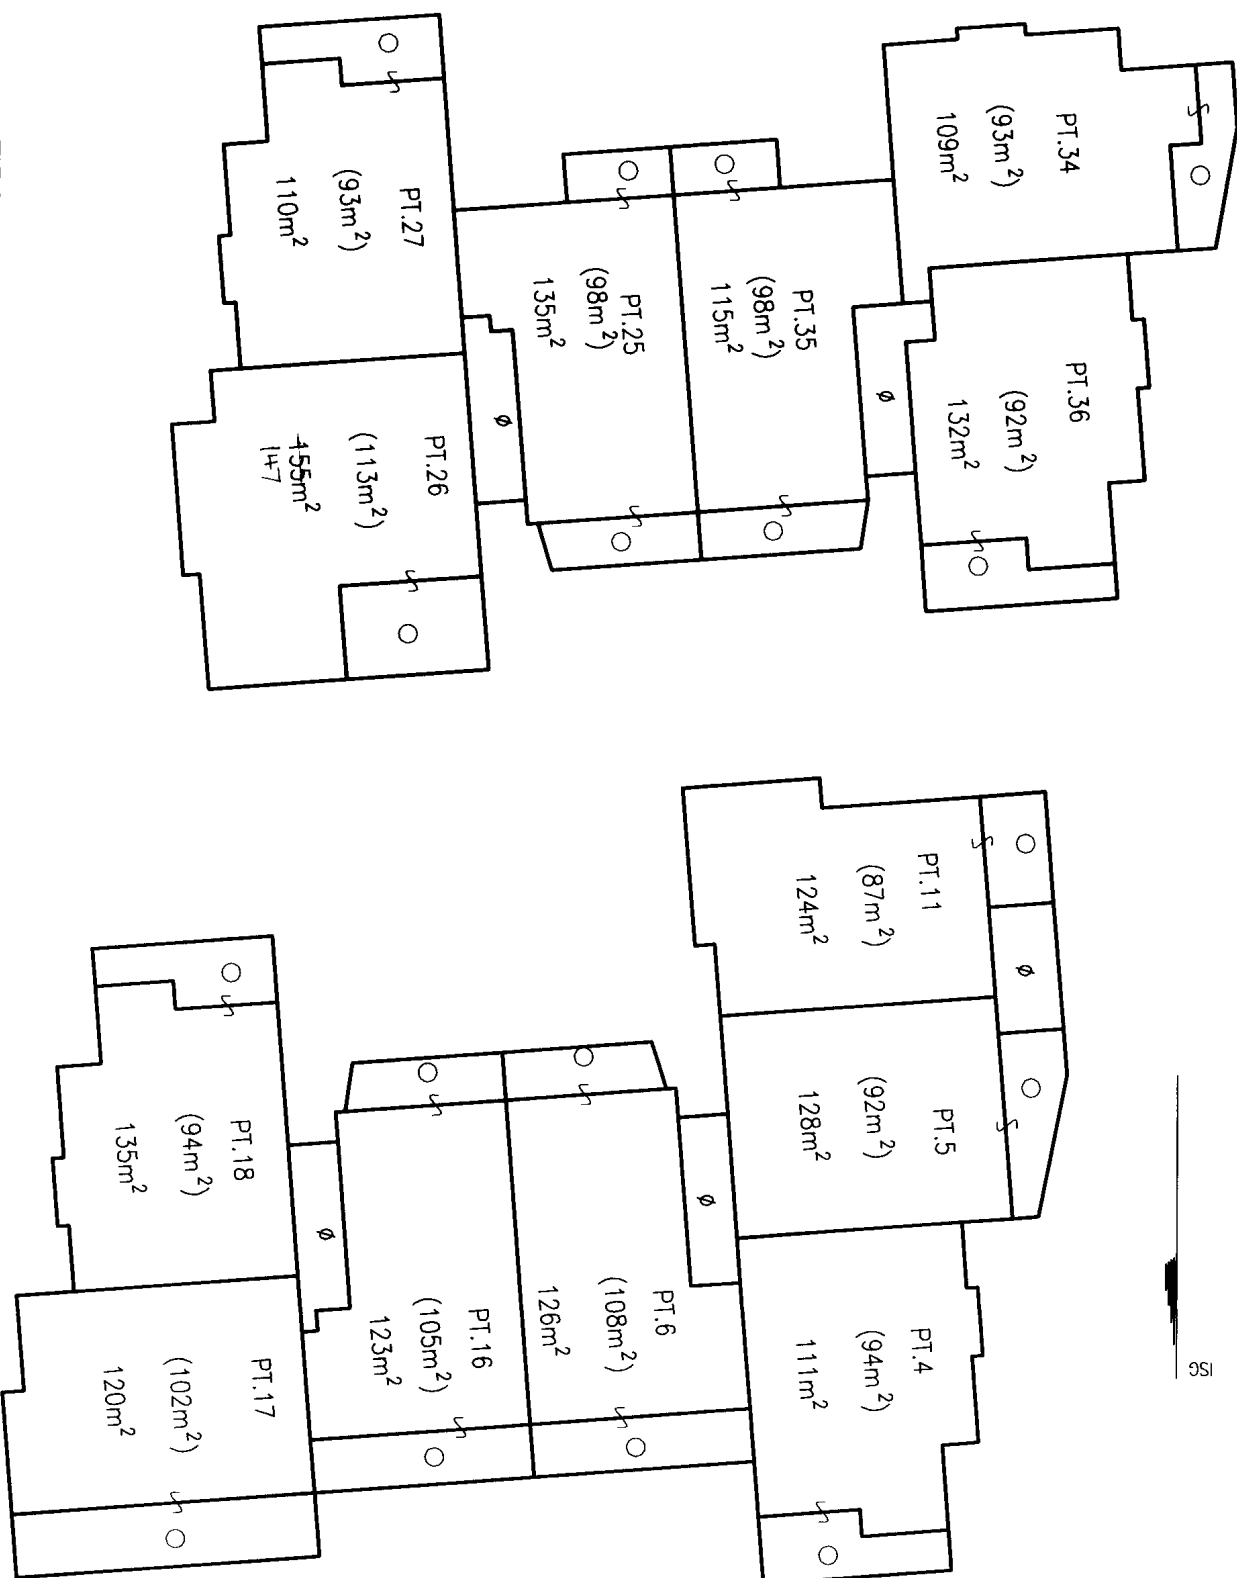 PT.34
(93m²)
109m²
PT.27
(93m²)
110m²
PT.25
(98m²)
135m²
PT.35
(98m²)
115m²
PT.36
(92m²)
132m²
ø
ø
PT.26
(113m²)
155m²
147
PT.11
(87m²)
124m²
ø
PT.5
(92m²)
128m²
PT.18
(94m²)
135m²
ø
ø
PT.6
(108m²)
126m²
PT.16
(105m²)
123m²
PT.4
(94m²)
111m²
PT.17
(102m²)
120m²
ISG